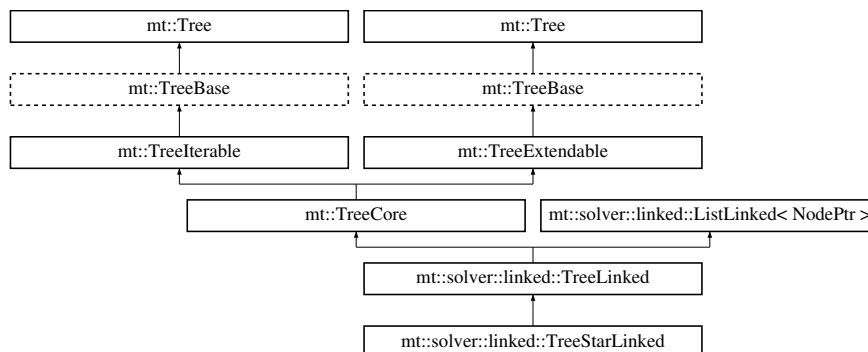 mt::Tree
mt::Tree
mt::TreeBase
mt::TreeBase
mt::TreeIterable
mt::TreeExtendable
mt::TreeCore
mt::solver::linked::ListLinked< NodePtr >
mt::solver::linked::TreeLinked
mt::solver::linked::TreeStarLinked